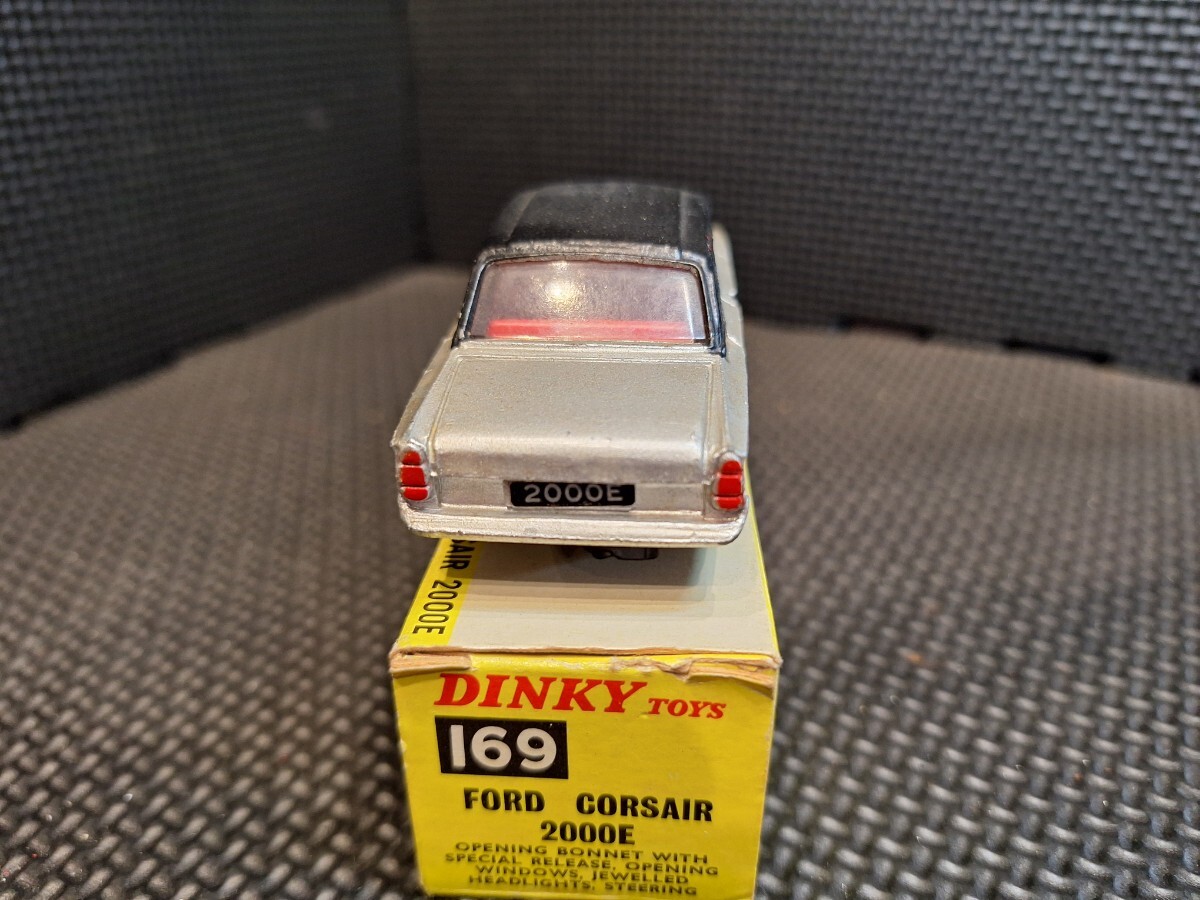 2000E
SAIR 2000E
DINKY TOYS
169
FORD CORSAIR
2000E
OPENING BONNET WITH
SPECIAL RELEASE, OPENING
WINDOWS, JEWELLED
HEADLIGHTS, STEERING